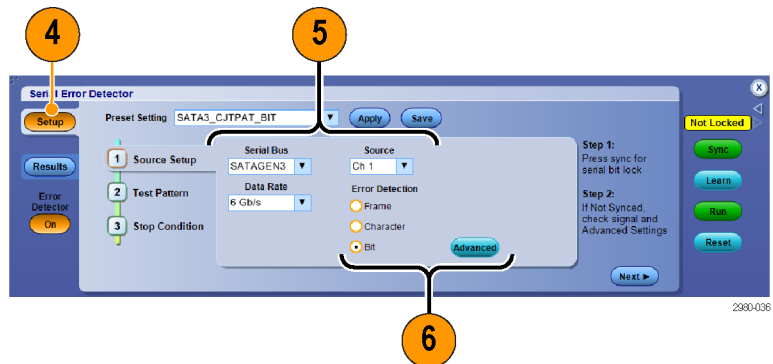 4
5
Serial Error Detector
X
Setup
Preset Setting
SATA3_CJTPAT_BIT
Apply
Save
Not Locked
Results
Error
Detector
On
1 Source Setup
2 Test Pattern
3 Stop Condition
Serial Bus
SATAGEN3
Data Rate
6 Gb/s
Source
Ch 1
Error Detection
Frame
Character
Bit
Advanced
Step 1:
Press sync for
serial bit lock
Step 2:
If Not Synced,
check signal and
Advanced Settings
Next
Sync
Learn
Run
Reset
2980-036
6